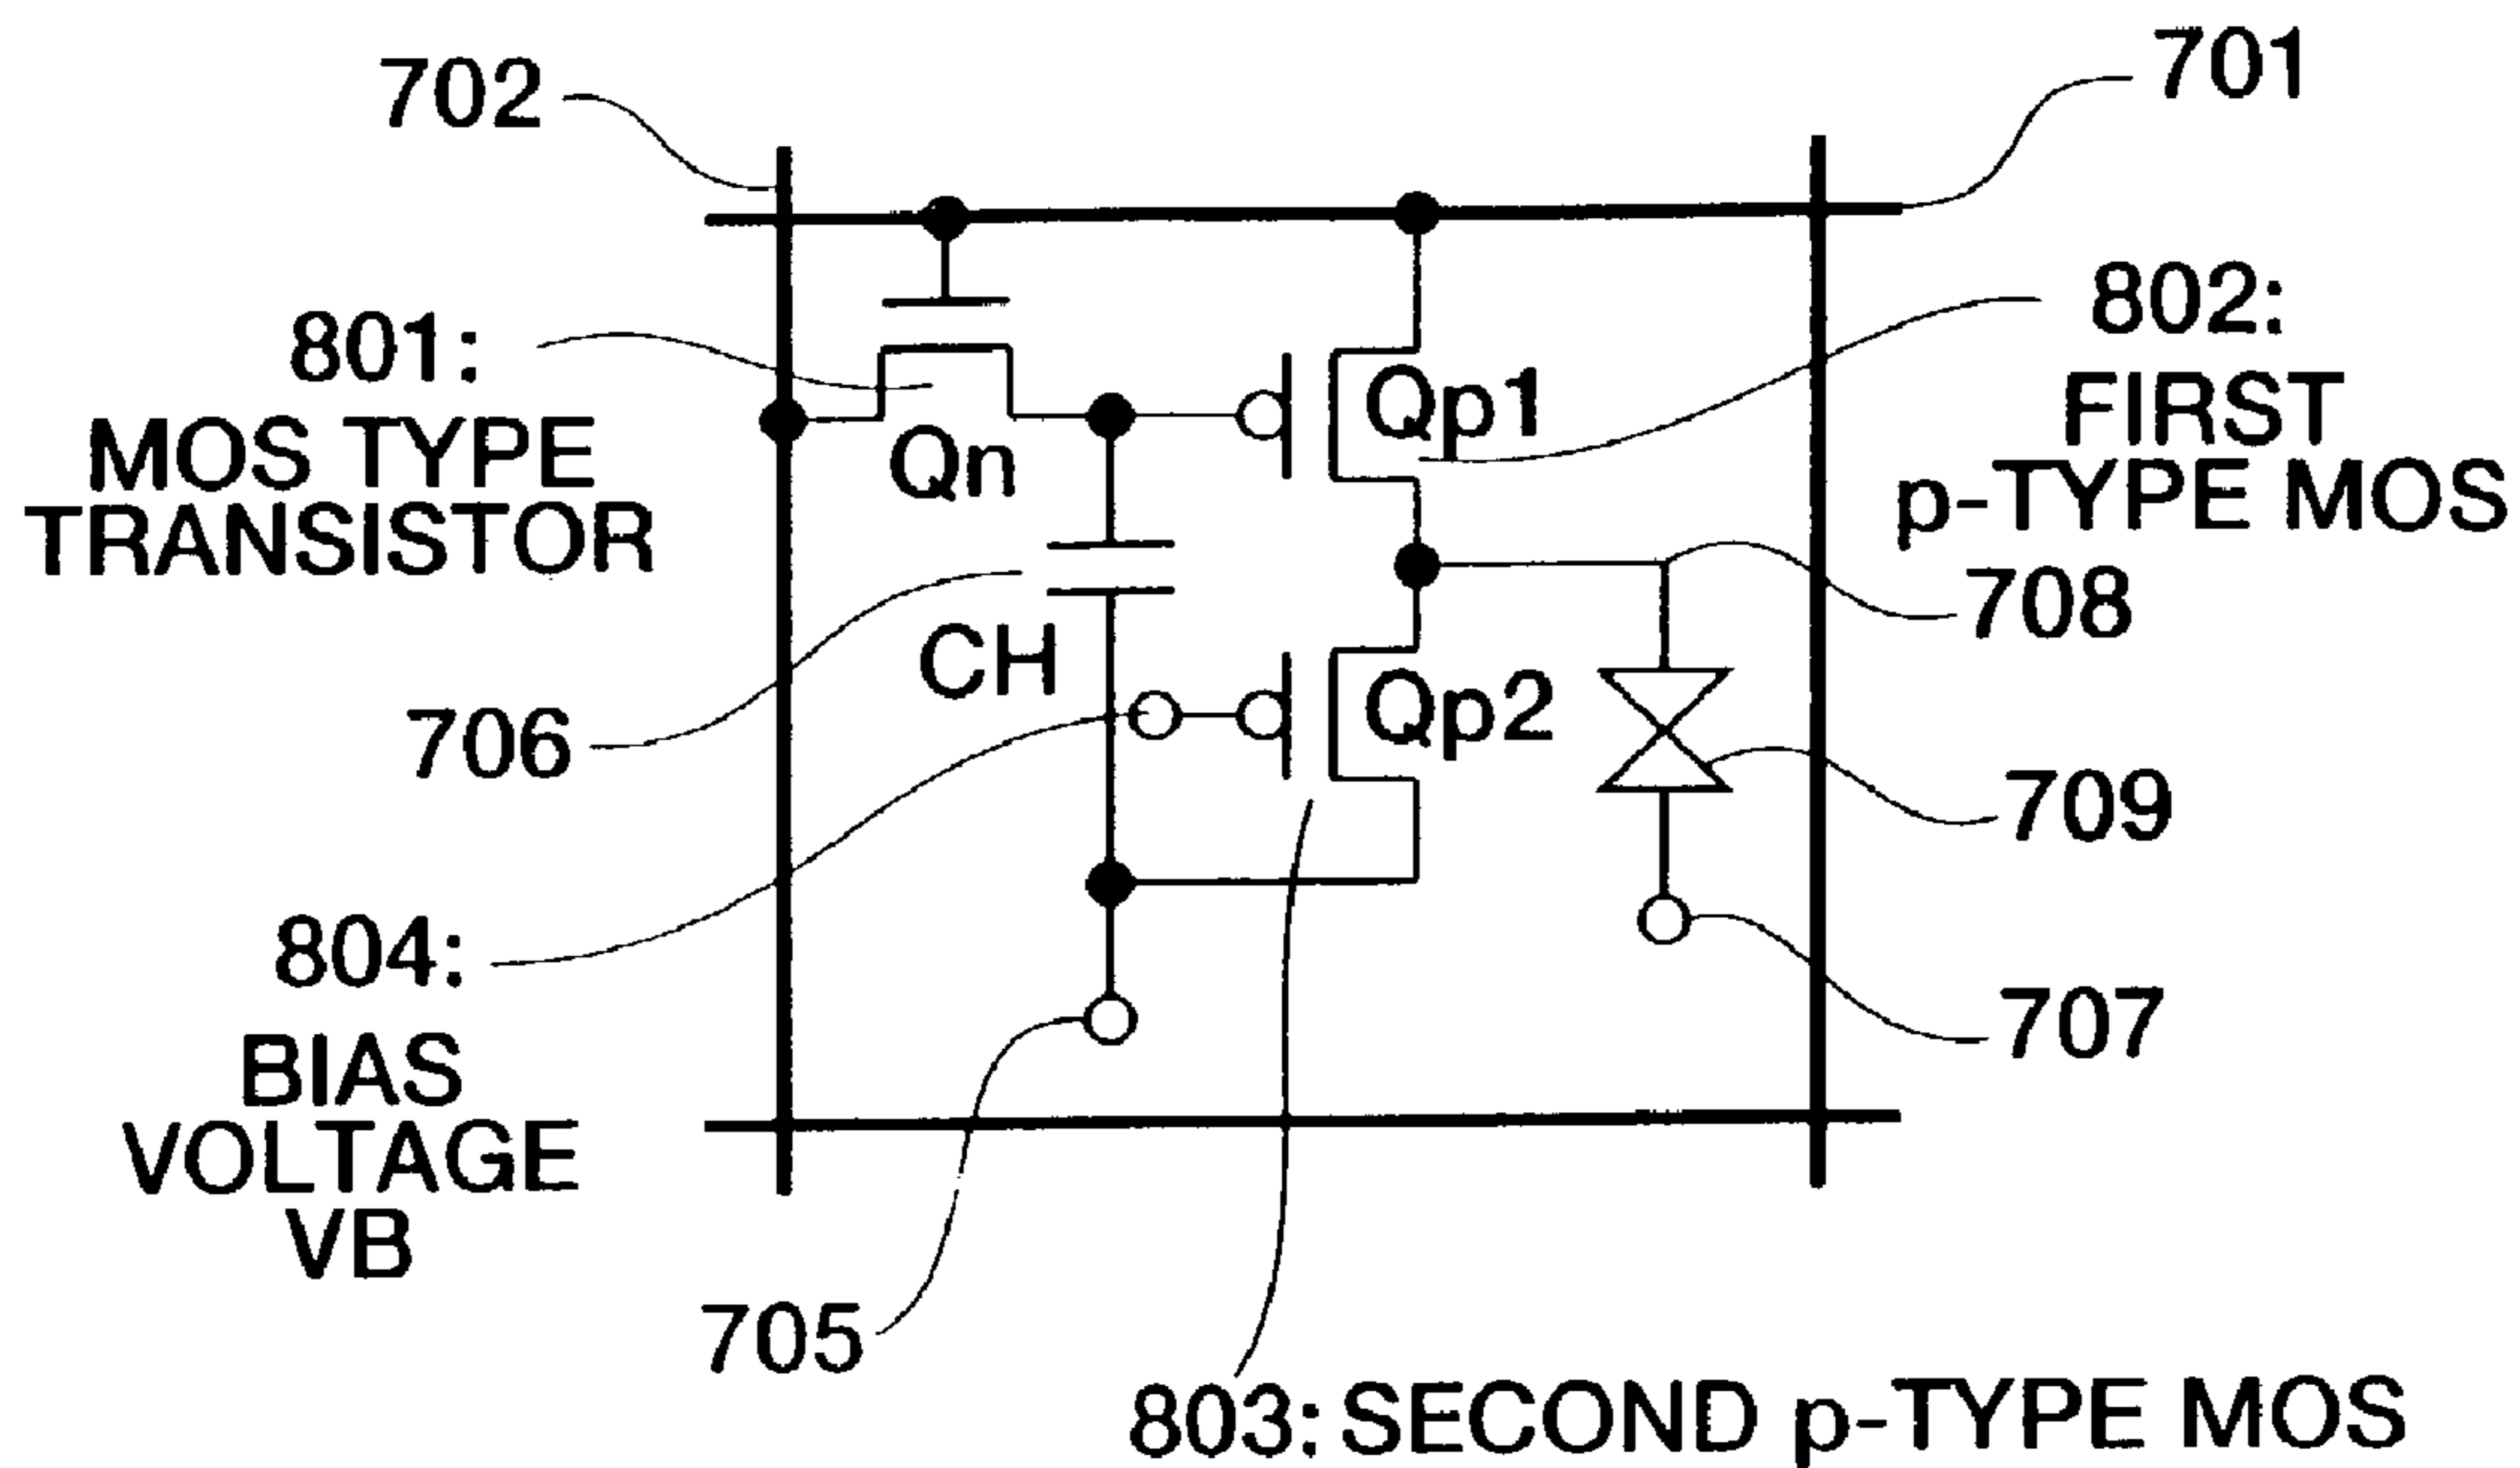 702
701
801:
MOS TYPE
TRANSISTOR
Qn
Qp1
802:
FIRST
p-TYPE MOS
708
CH
706
Qp2
709
804:
BIAS
VOLTAGE
VB
707
705
803: SECOND p-TYPE MOS